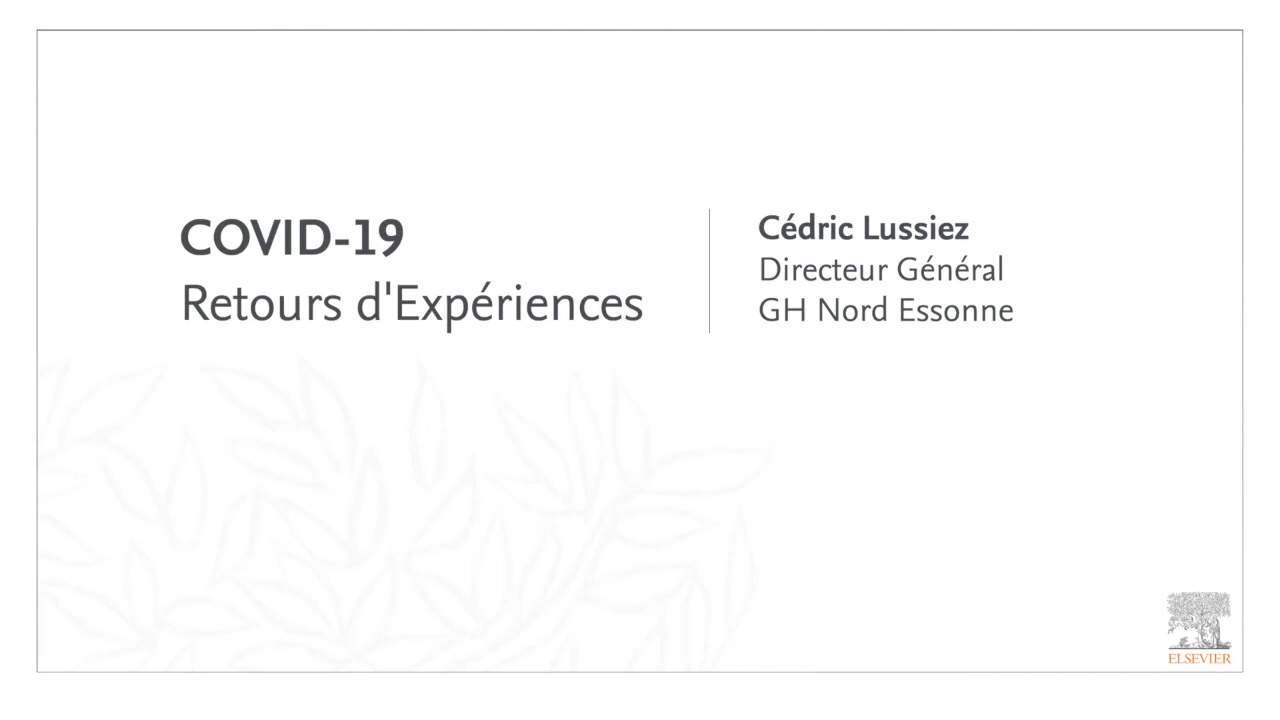 COVID-19
Retours d'Expériences
Cédric Lussiez
Directeur Général
GH Nord Essonne
ELSEVIER